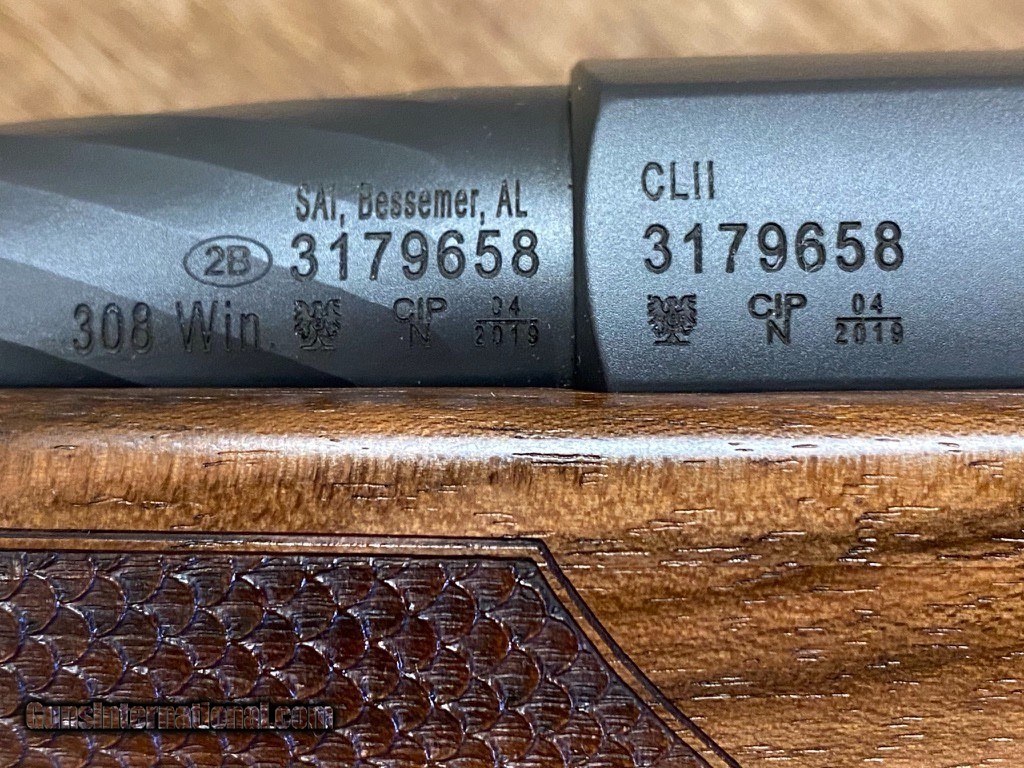 SAI, Bessemer, AL
2B 3179658
308 Win.
CIP
N
04
2019
CLII
3179658
CIP
N
04
2019
GunsInternational.com